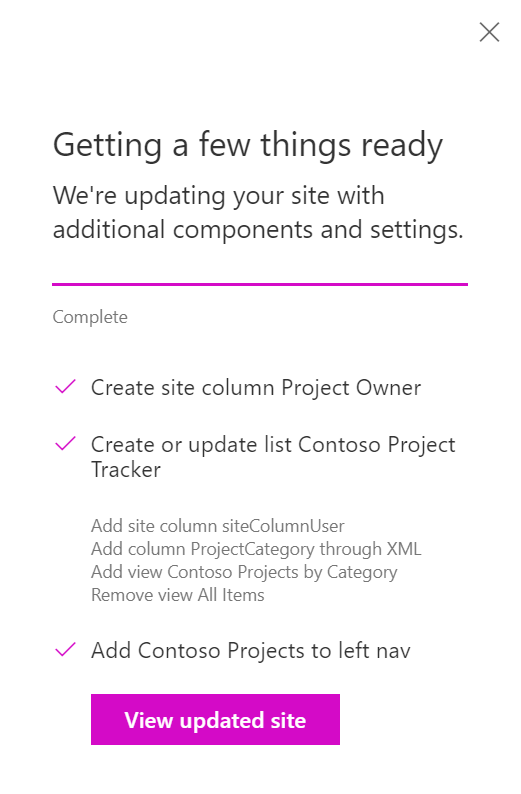 Getting a few things ready
We're updating your site with
additional components and settings.
Complete
Create site column Project Owner
Create or update list Contoso Project
Tracker
Add site column siteColumnUser
Add column ProjectCategory through XML
Add view Contoso Projects by Category
Remove view All Items
Add Contoso Projects to left nav
View updated site